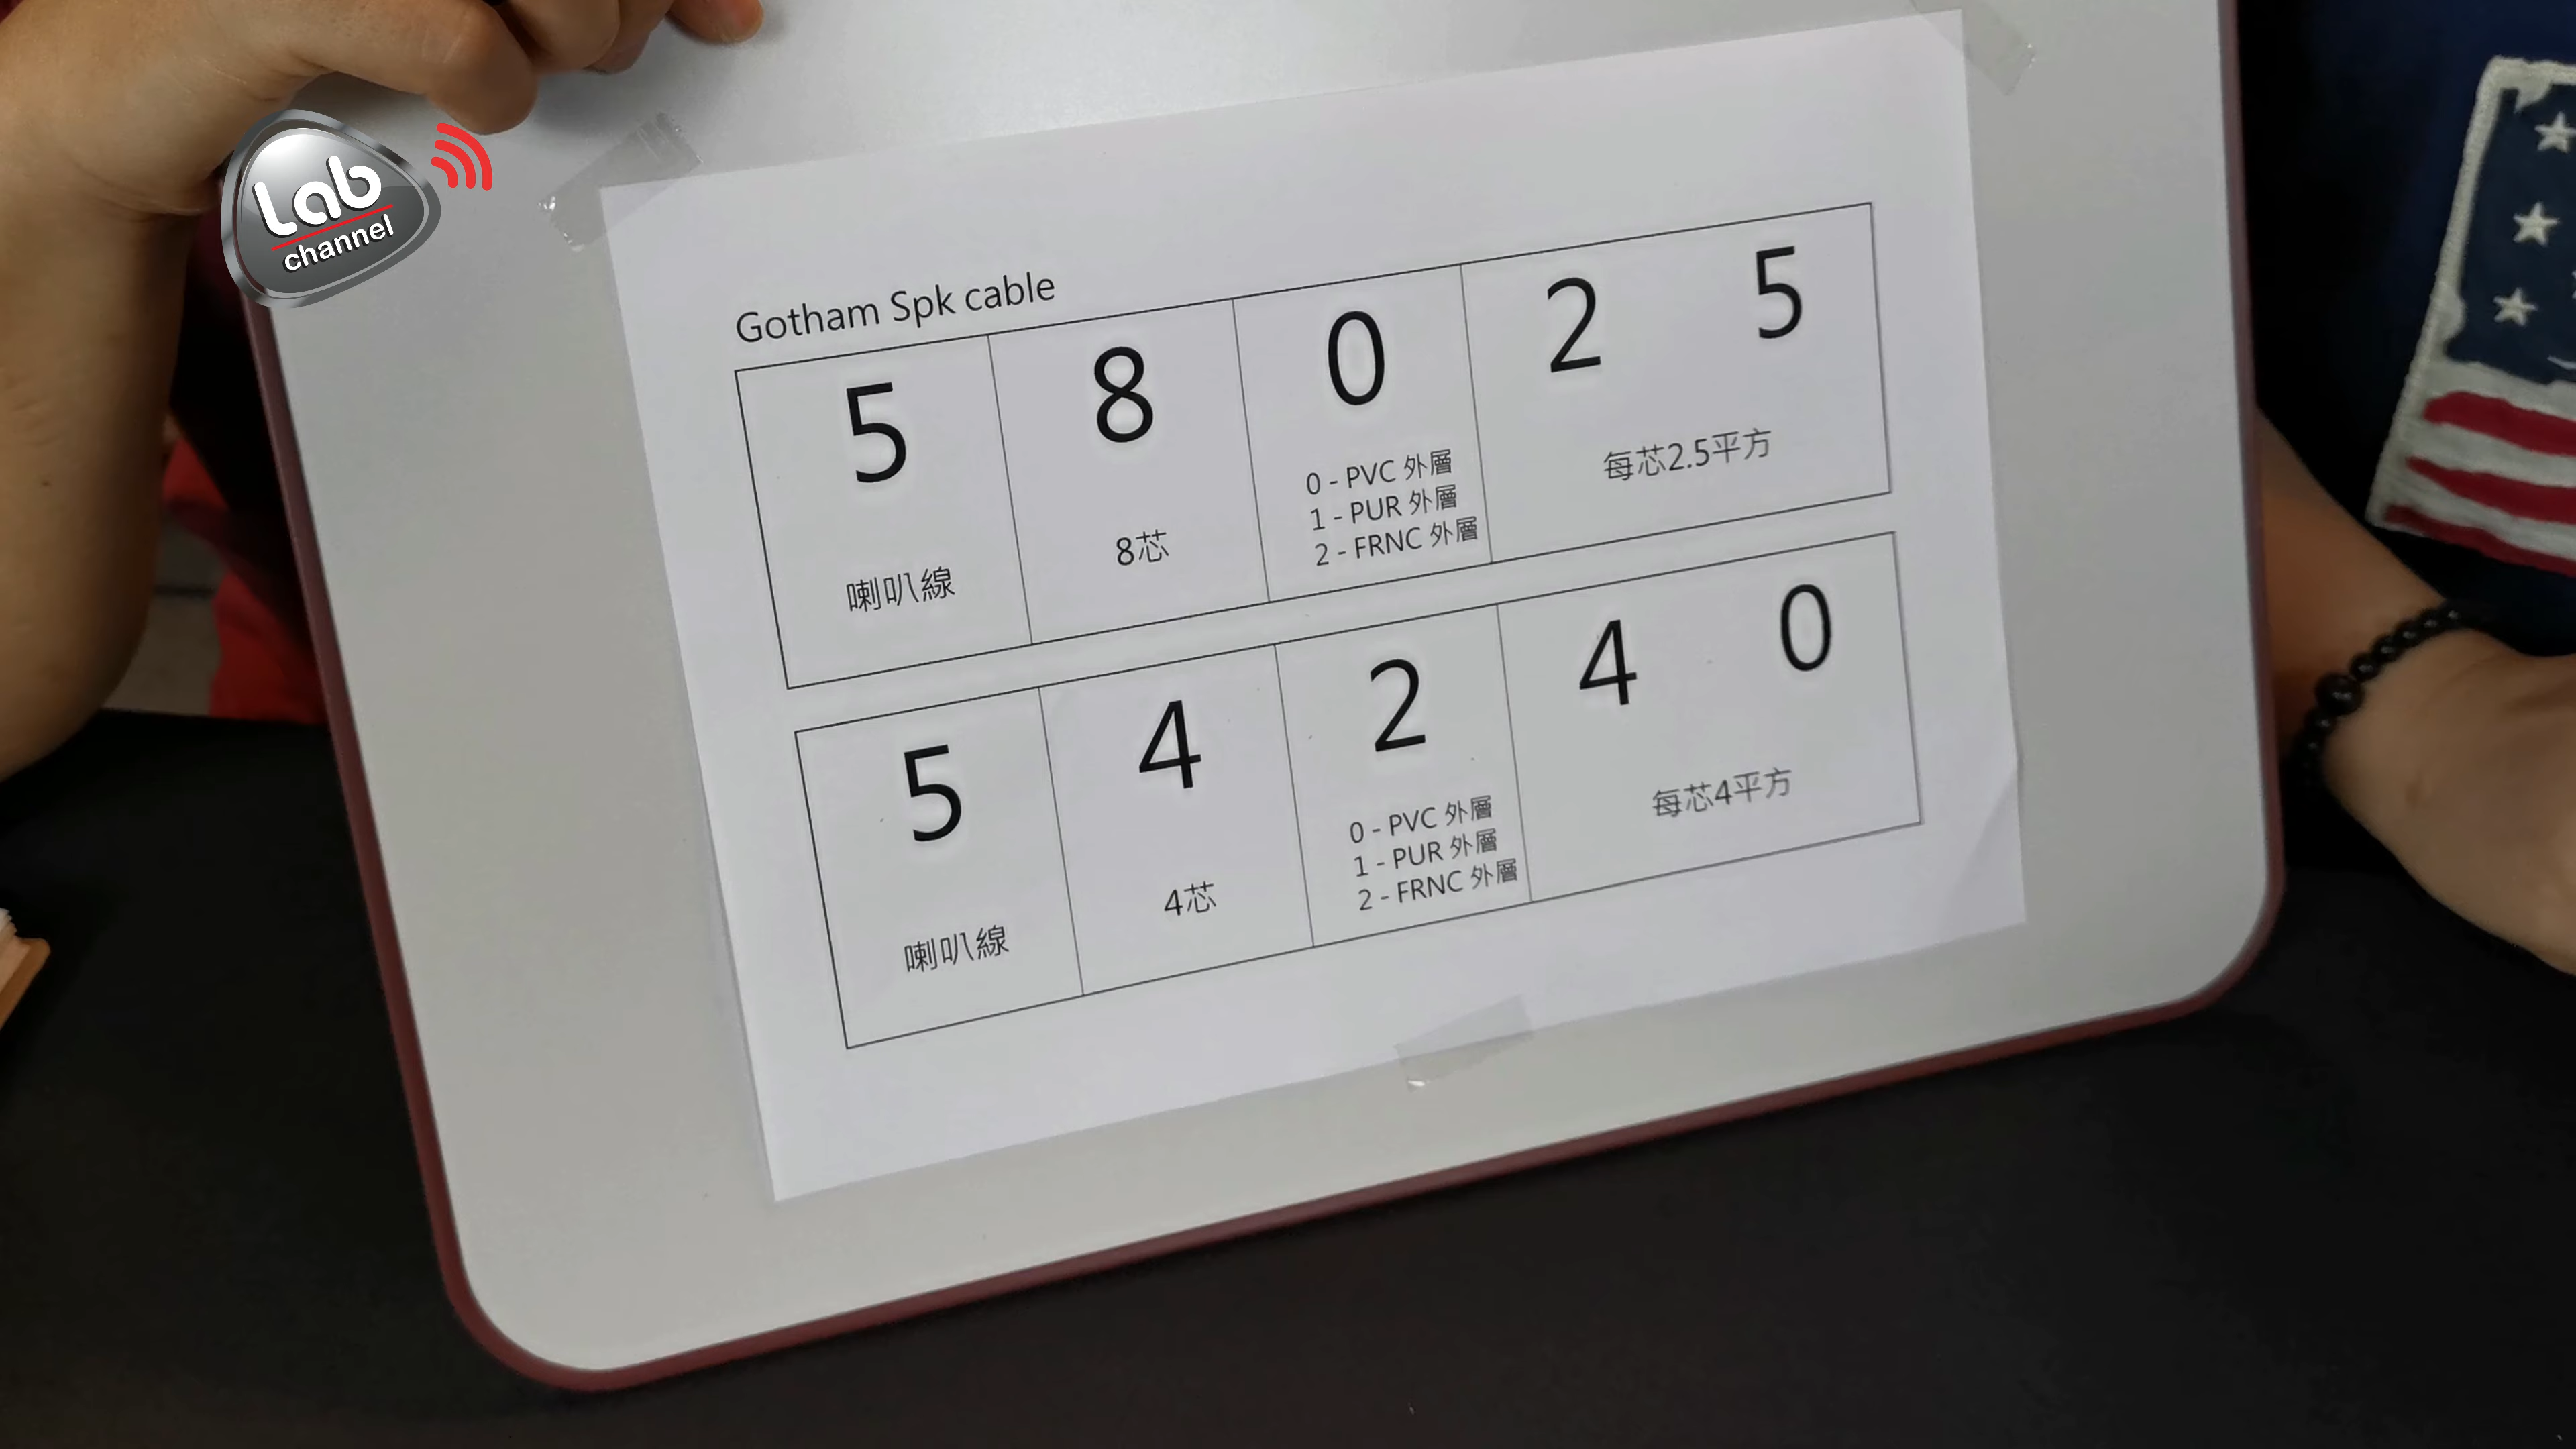 Lab
channel
Gotham Spk cable
5 8 0 2 5
喇叭線
8芯
0 - PVC 外層
1 - PUR 外層
2 - FRNC 外層
每芯2.5平方
5 4 2 4 0
喇叭線
4芯
0 - PVC 外層
1 - PUR 外層
2 - FRNC 外層
每芯4平方